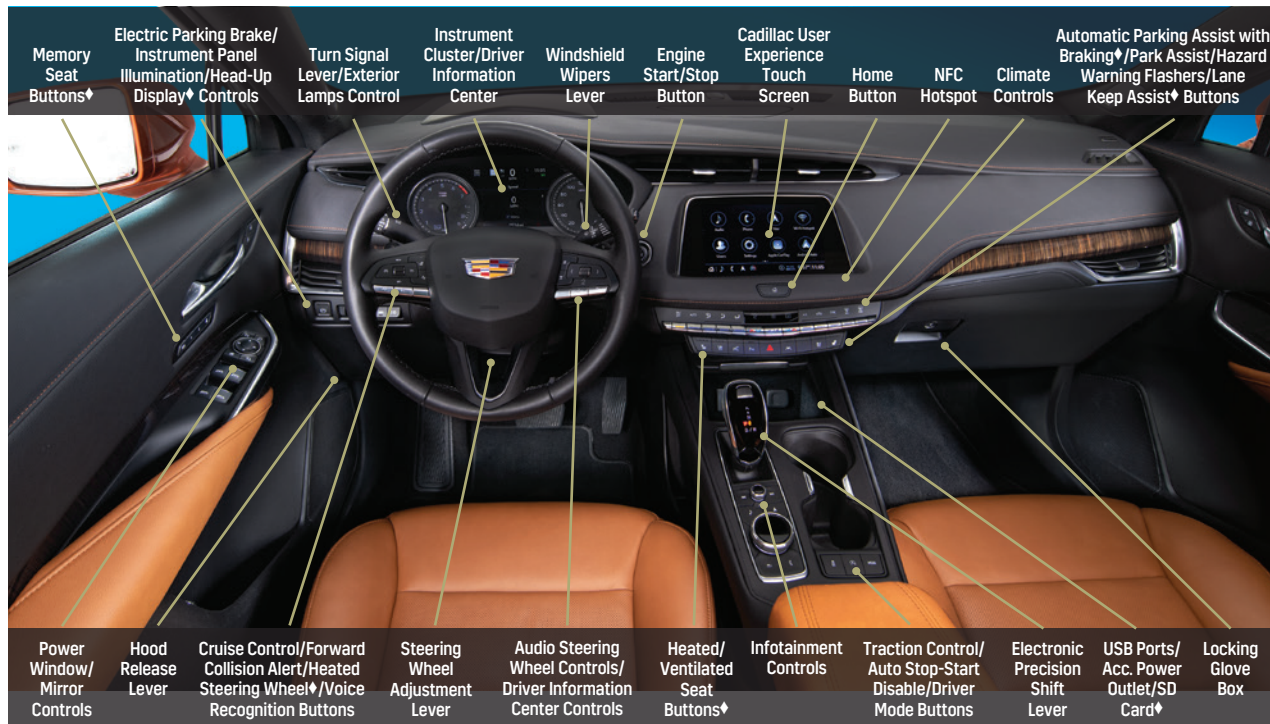 Memory
Seat
Buttons♦
Electric Parking Brake/
Instrument Panel
Illumination/Head-Up
Display♦ Controls
Turn Signal
Lever/Exterior
Lamps Control
Instrument
Cluster/Driver
Information
Center
Windshield
Wipers
Lever
Engine
Start/Stop
Button
Cadillac User
Experience
Touch
Screen
Home
Button
NFC
Hotspot
Climate
Controls
Automatic Parking Assist with
Braking♦/Park Assist/Hazard
Warning Flashers/Lane
Keep Assist♦ Buttons
Power
Window/
Mirror
Controls
Hood
Release
Lever
Cruise Control/Forward
Collision Alert/Heated
Steering Wheel♦/Voice
Recognition Buttons
Steering
Wheel
Adjustment
Lever
Audio Steering
Wheel Controls/
Driver Information
Center Controls
Heated/
Ventilated
Seat
Buttons♦
Infotainment
Controls
Traction Control/
Auto Stop-Start
Disable/Driver
Mode Buttons
Electronic
Precision
Shift
Lever
USB Ports/
Acc. Power
Outlet/SD
Card♦
Locking
Glove
Box